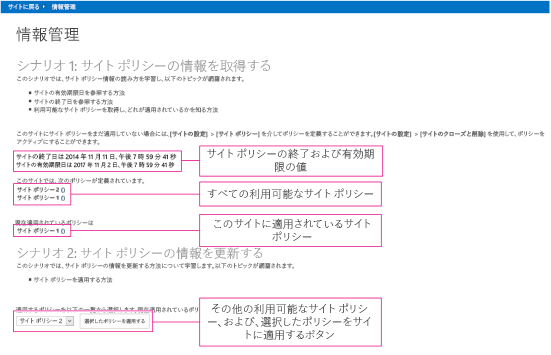 サイトに戻る 情報管理
情報管理
シナリオ 1: サイト ポリシーの情報を取得する
このシナリオでは、サイト ポリシー情報の読み方を学習し、以下のトピックが網羅されます。
サイトの有効期限日を参照する方法
サイトの終了日を参照する方法
利用可能なサイト ポリシーを取得し、どれが適用されているかを知る方法
このサイトにサイト ポリシーをまだ適用していない場合には、[サイトの設定] > [サイト ポリシー] を介してポリシーを定義することができます。[サイトの設定] > [サイトのクローズと削除] を使用して、ポリシーを
アクティブにすることができます。
サイトの終了日は 2014 年 11 月 11 日、午後 7 時 59 分 41 秒
サイトの有効期限日は 2017 年 11 月 2 日、午後 7 時 59 分 41 秒
サイト ポリシーの終了および有効期
限の値
このサイトでは、次のポリシーが定義されています。
サイト ポリシー 2 ()
サイト ポリシー 1 ()
すべての利用可能なサイト ポリシー
現在適用されているポリシーは
サイト ポリシー 1 ()
このサイトに適用されているサイト
ポリシー
シナリオ 2: サイト ポリシーの情報を更新する
このシナリオでは、サイト ポリシーの情報を更新する方法について学習します。以下のトピックが網羅されます。
サイト ポリシーを適用する方法
適用するポリシーを以下の一覧から選択します。現在適用されているポリ
サイト ポリシー 2 選択したポリシーを適用する
その他の利用可能なサイト ポリシ
ー、および、選択したポリシーをサイ
トに適用するボタン